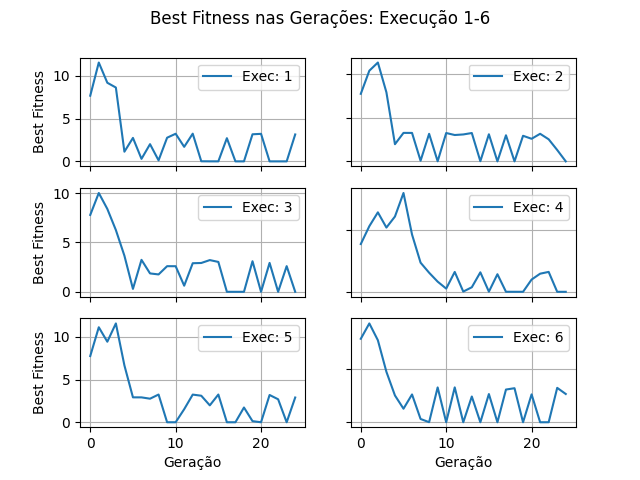 Best Fitness nas Gerações: Execução 1-6
Best Fitness
10
5
0
Exec: 1
Exec: 2
Best Fitness
10
5
0
Exec: 3
Exec: 4
Best Fitness
10
5
0
Exec: 5
Exec: 6
0 10 20
0 10 20
Geração
Geração